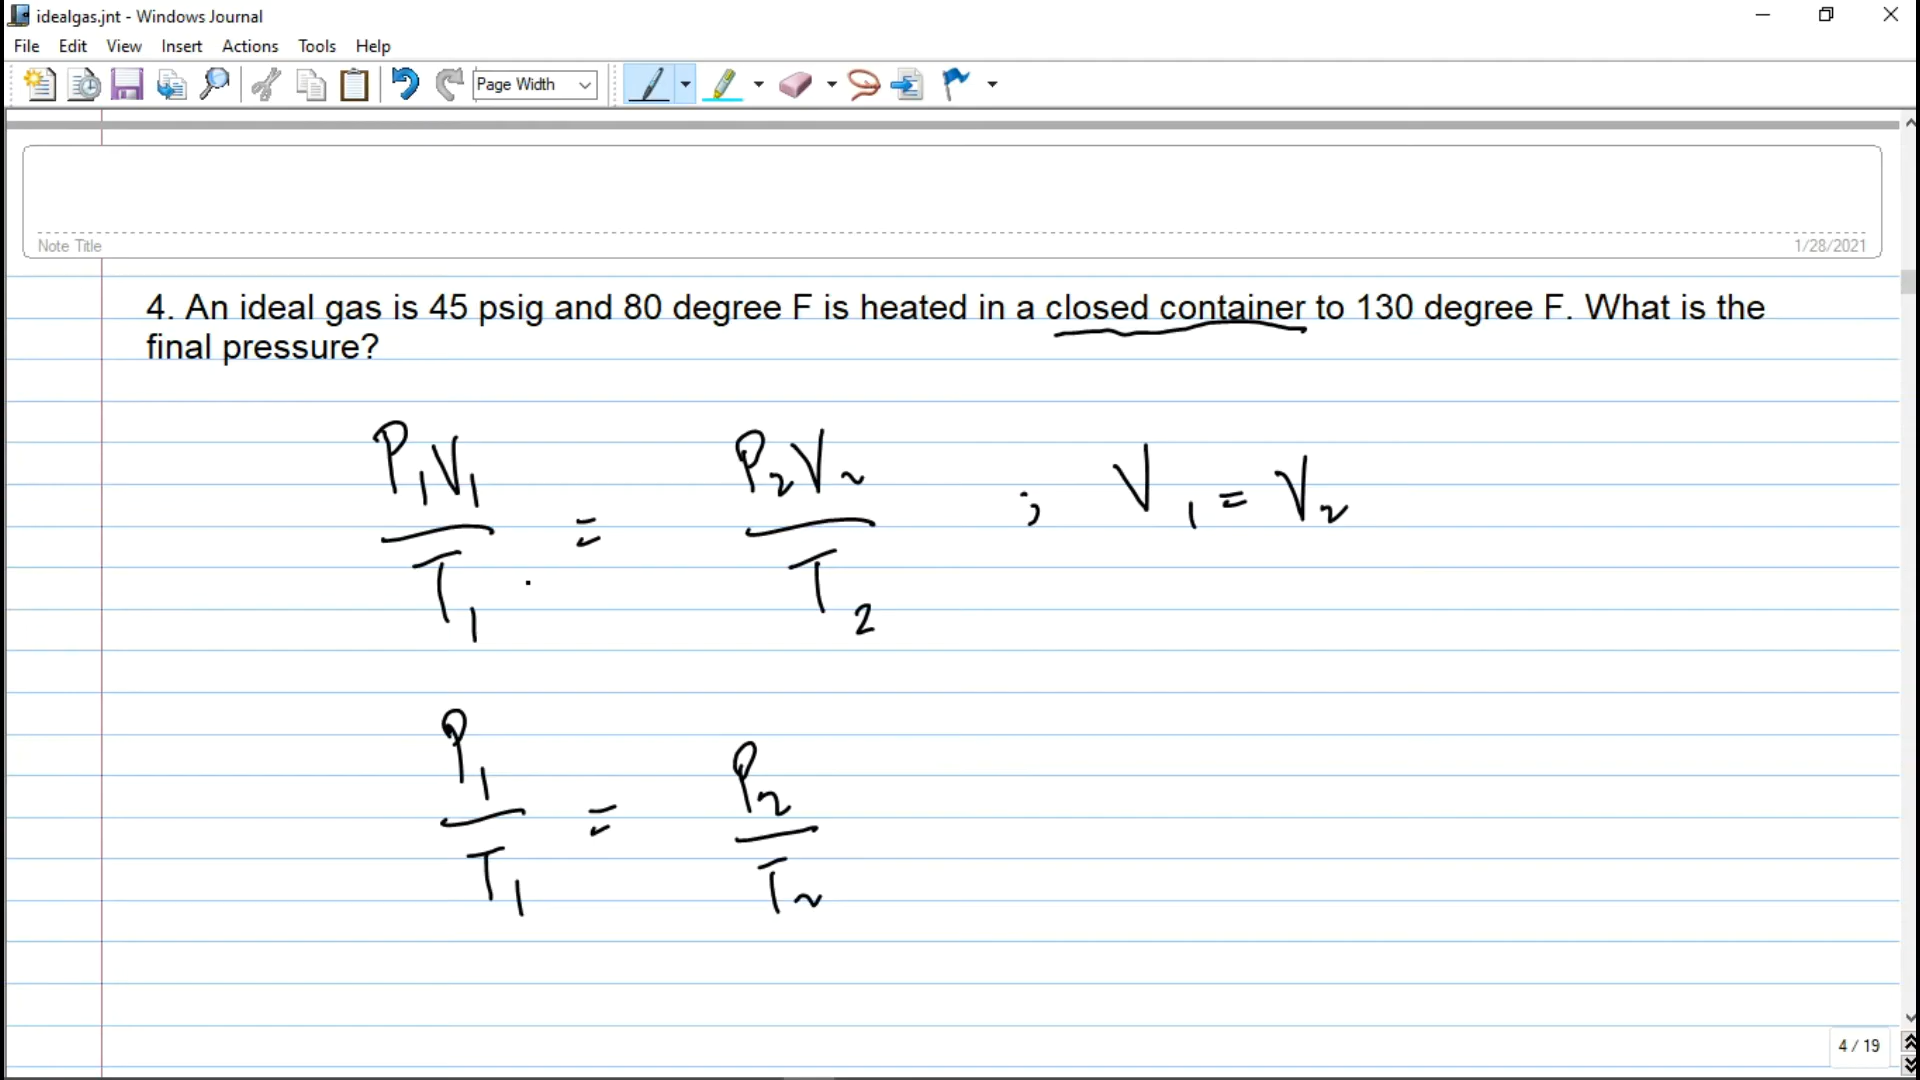 idealgas.jnt - Windows Journal
File Edit View Insert Actions Tools Help
Page Width
Note Title
1/28/2021
4. An ideal gas is 45 psig and 80 degree F is heated in a closed container to 130 degree F. What is the
final pressure?
P₁V₁ / T₁ = P₂V₂ / T₂ ; V₁ = V₂
P₁ / T₁ = P₂ / T₂
4 / 19